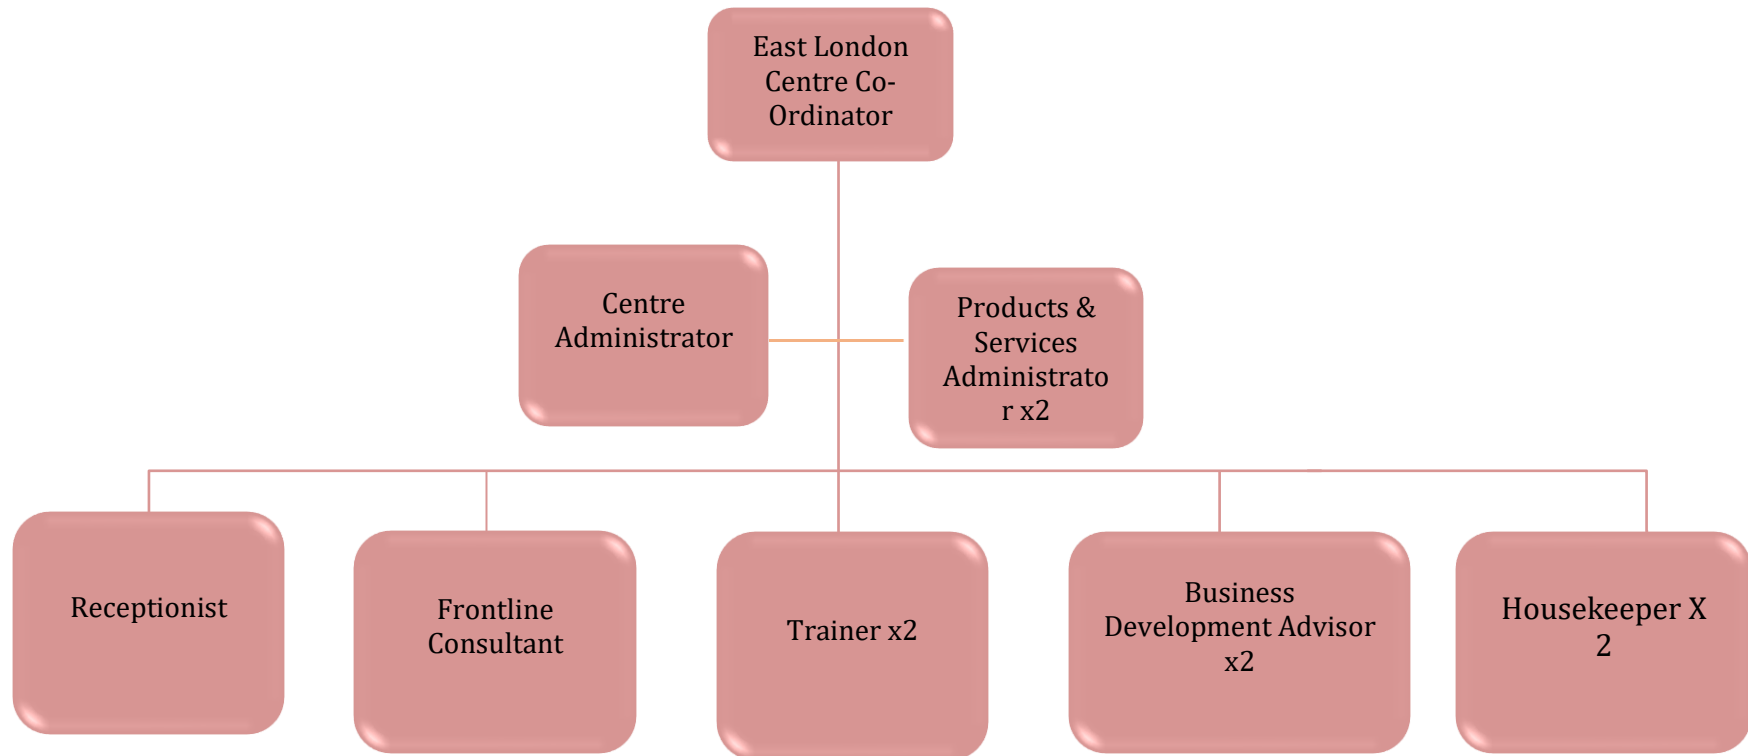 East London
Centre Co-
Ordinator
Centre
Administrator
Products &
Services
Administrato
r x2
Receptionist
Frontline
Consultant
Trainer x2
Business
Development Advisor
x2
Housekeeper X
2